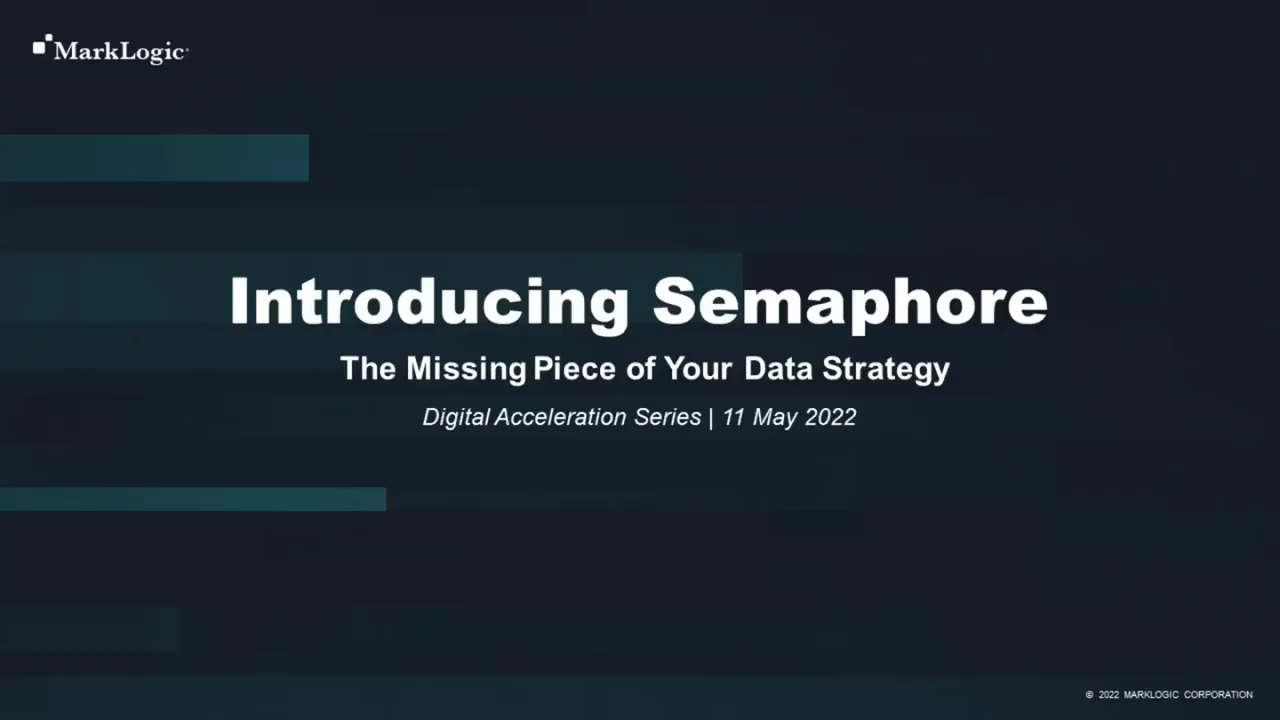 MarkLogic
Introducing Semaphore
The Missing Piece of Your Data Strategy
Digital Acceleration Series | 11 May 2022
© 2022 MARKLOGIC CORPORATION